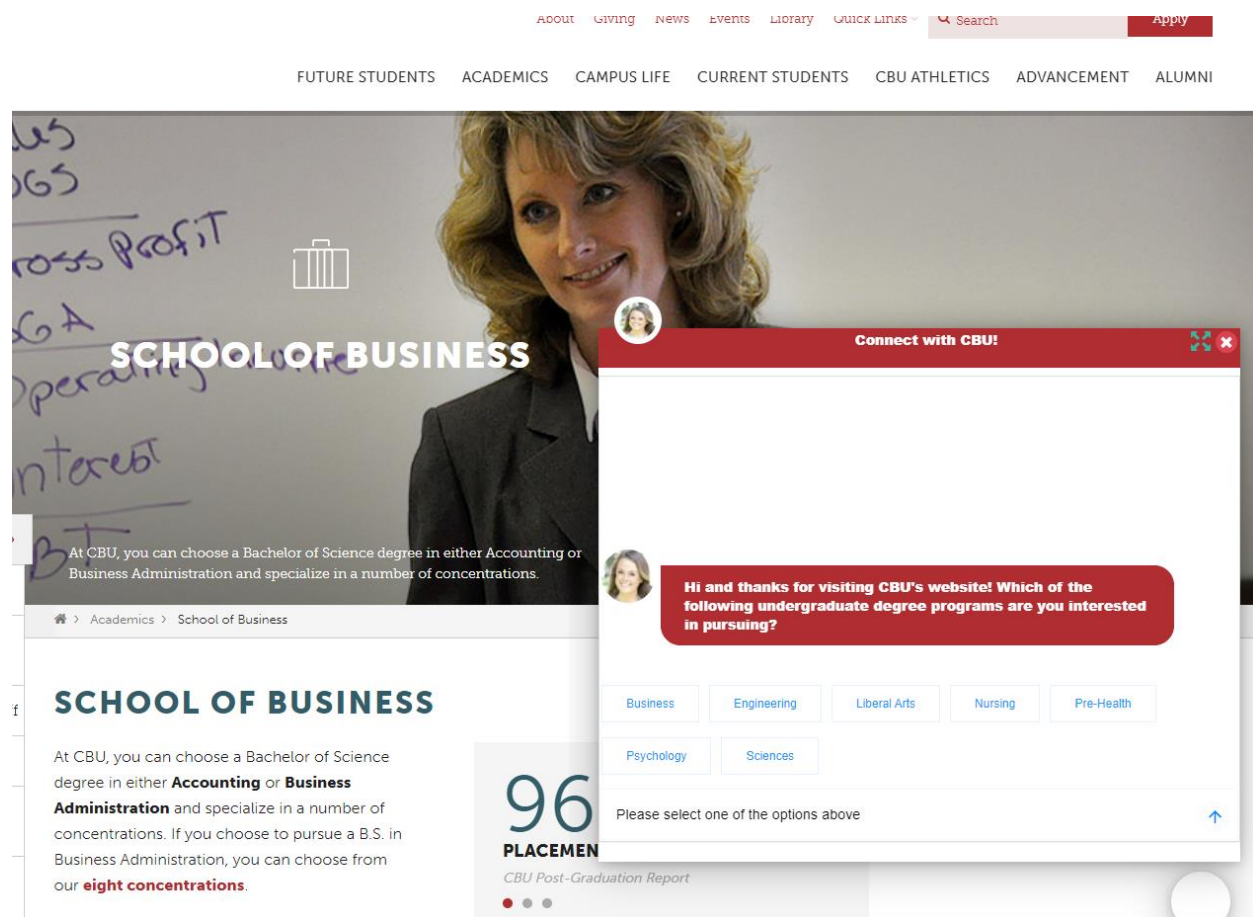 About Giving News Events Library Quick Links Search Apply
FUTURE STUDENTS ACADEMICS CAMPUS LIFE CURRENT STUDENTS CBU ATHLETICS ADVANCEMENT ALUMNI
Profit
SCHOOL OF BUSINESS
Operating
Interest
At CBU, you can choose a Bachelor of Science degree in either Accounting or
Business Administration and specialize in a number of concentrations.
Academics > School of Business
SCHOOL OF BUSINESS
At CBU, you can choose a Bachelor of Science
degree in either Accounting or Business
Administration and specialize in a number of
concentrations. If you choose to pursue a B.S. in
Business Administration, you can choose from
our eight concentrations.
96
PLACEMEN
CBU Post-Graduation Report
Connect with CBU!
Hi and thanks for visiting CBU's website! Which of the
following undergraduate degree programs are you interested
in pursuing?
Business Engineering Liberal Arts Nursing Pre-Health
Psychology Sciences
Please select one of the options above